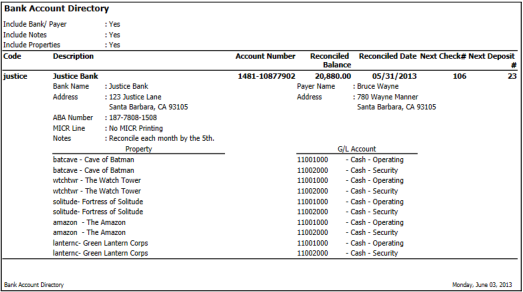 Bank Account Directory
Include Bank/ Payer : Yes
Include Notes : Yes
Include Properties : Yes
Code Description Account Number Reconciled Balance Reconciled Date Next Check# Next Deposit #
justice Justice Bank 1481-10877902 20,880.00 05/31/2013 106 23
Bank Name : Justice Bank Payer Name : Bruce Wayne
Address : 123 Justice Lane Address : 780 Wayne Manner
Santa Barbara, CA 93105 Santa Barbara, CA 93105
ABA Number : 187-7808-1508
MICR Line : No MICR Printing
Notes : Reconcile each month by the 5th.
Property G/L Account
batcave - Cave of Batman 11001000 - Cash - Operating
batcave - Cave of Batman 11002000 - Cash - Security
wtchtwr - The Watch Tower 11001000 - Cash - Operating
wtchtwr - The Watch Tower 11002000 - Cash - Security
solitude- Fortress of Solitude 11001000 - Cash - Operating
solitude- Fortress of Solitude 11002000 - Cash - Security
amazon - The Amazon 11001000 - Cash - Operating
amazon - The Amazon 11002000 - Cash - Security
lanternc- Green Lantern Corps 11001000 - Cash - Operating
lanternc- Green Lantern Corps 11002000 - Cash - Security
Bank Account Directory Monday, June 03, 2013